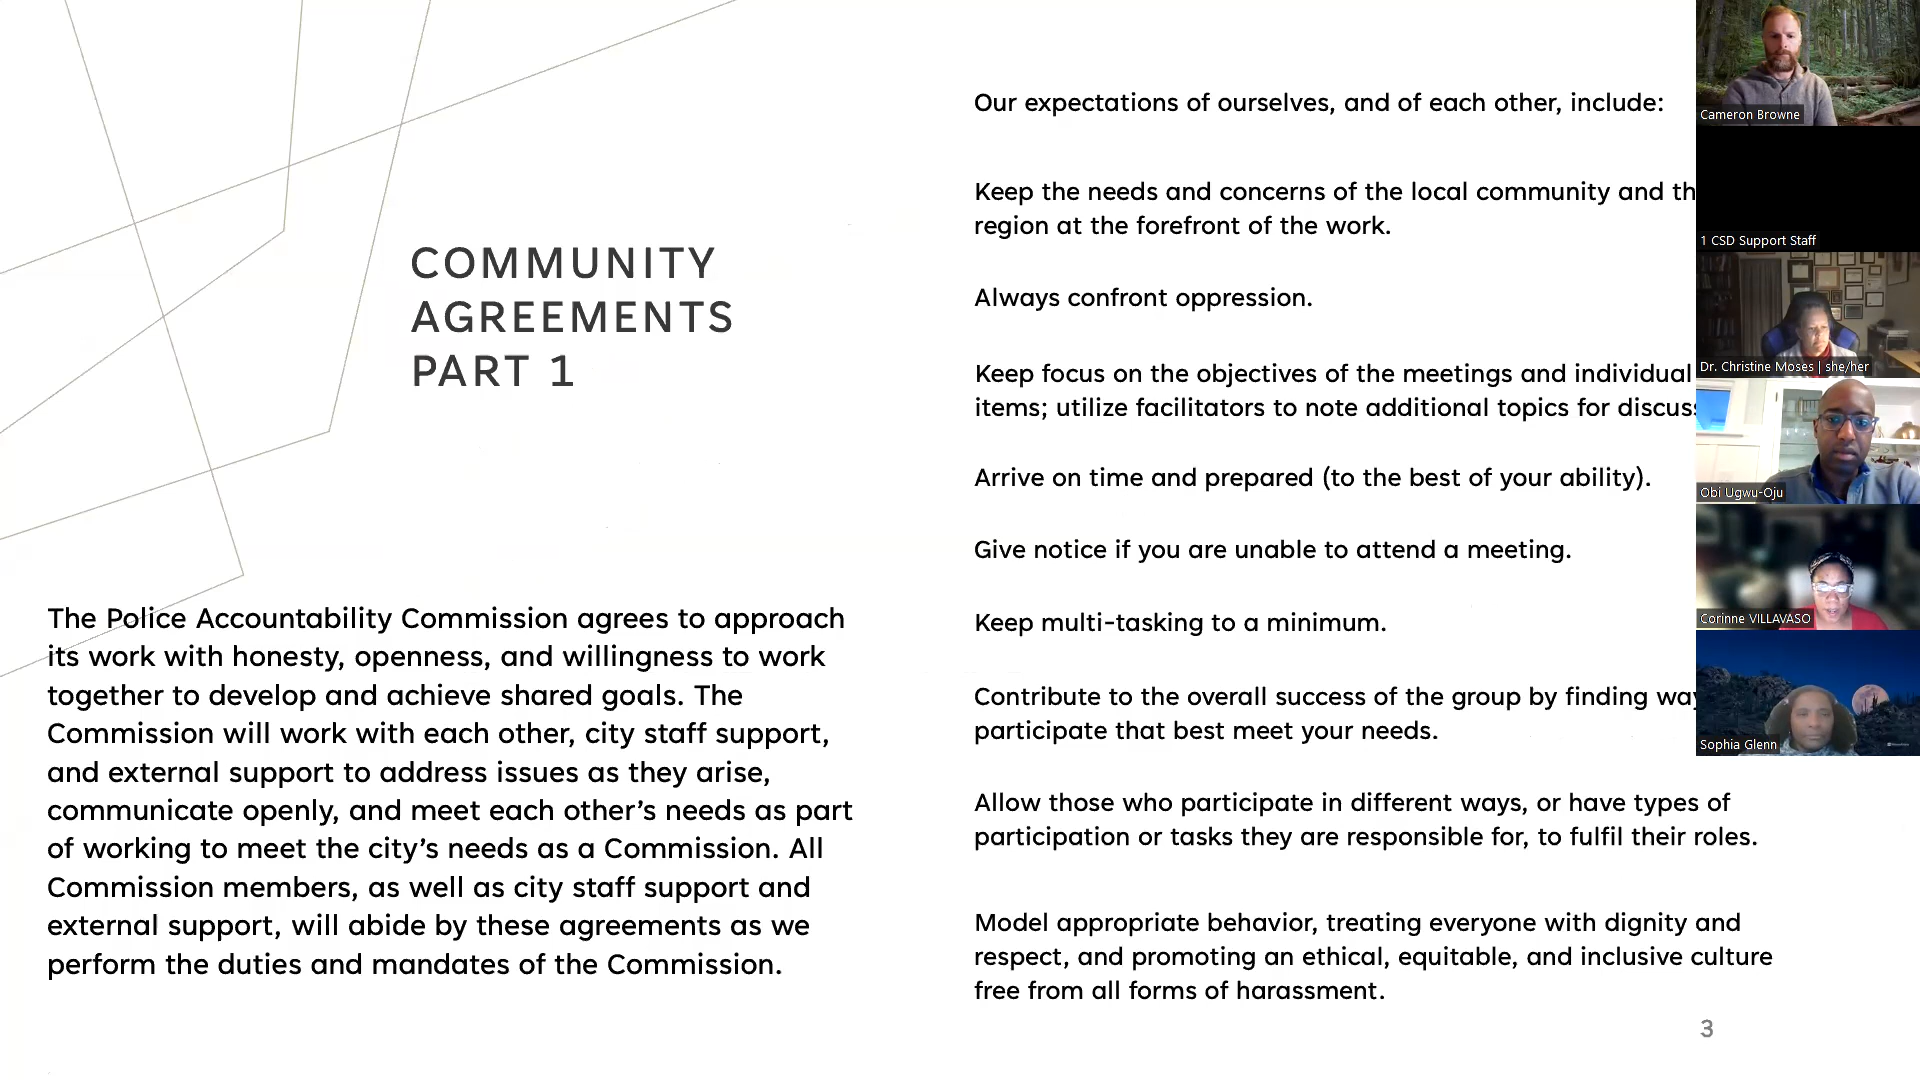 COMMUNITY
AGREEMENTS
PART 1
The Police Accountability Commission agrees to approach
its work with honesty, openness, and willingness to work
together to develop and achieve shared goals. The
Commission will work with each other, city staff support,
and external support to address issues as they arise,
communicate openly, and meet each other’s needs as part
of working to meet the city’s needs as a Commission. All
Commission members, as well as city staff support and
external support, will abide by these agreements as we
perform the duties and mandates of the Commission.
Our expectations of ourselves, and of each other, include:
Keep the needs and concerns of the local community and
region at the forefront of the work.
Always confront oppression.
Keep focus on the objectives of the meetings and individual
items; utilize facilitators to note additional topics for
Arrive on time and prepared (to the best of your ability).
Give notice if you are unable to attend a meeting.
Keep multi-tasking to a minimum.
Contribute to the overall success of the group by finding
participate that best meet your needs.
Allow those who participate in different ways, or have types of
participation or tasks they are responsible for, to fulfil their roles.
Model appropriate behavior, treating everyone with dignity and
respect, and promoting an ethical, equitable, and inclusive culture
free from all forms of harassment.
3
Cameron Browne
1 CSD Support Staff
Dr. Christine Moses | she/her
Obi Ugwu-Oju
Corinne VILLAVASO
Sophia Glenn